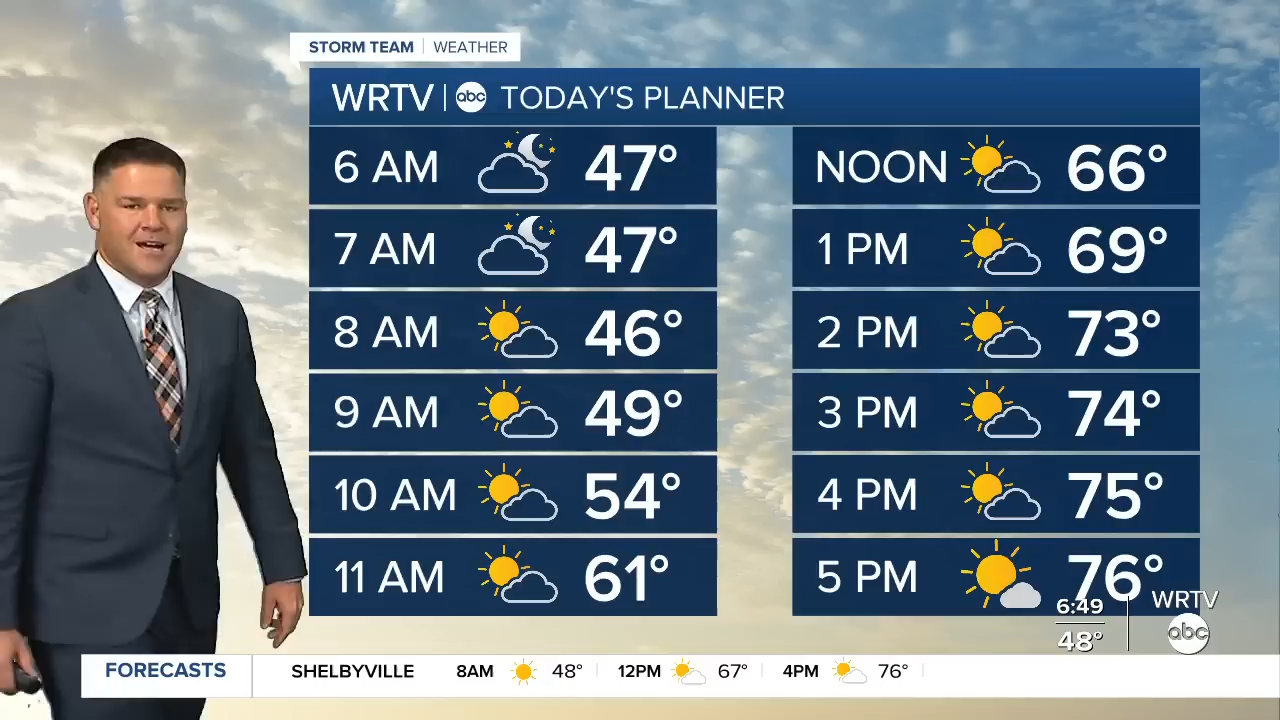 STORM TEAM | WEATHER
WRTV | abc TODAY'S PLANNER
6 AM 47°
7 AM 47°
8 AM 46°
9 AM 49°
10 AM 54°
11 AM 61°
NOON 66°
1 PM 69°
2 PM 73°
3 PM 74°
4 PM 75°
5 PM 76°
6:49
48°
WRTV
abc
FORECASTS SHELBYVILLE 8AM 48° 12PM 67° 4PM 76°